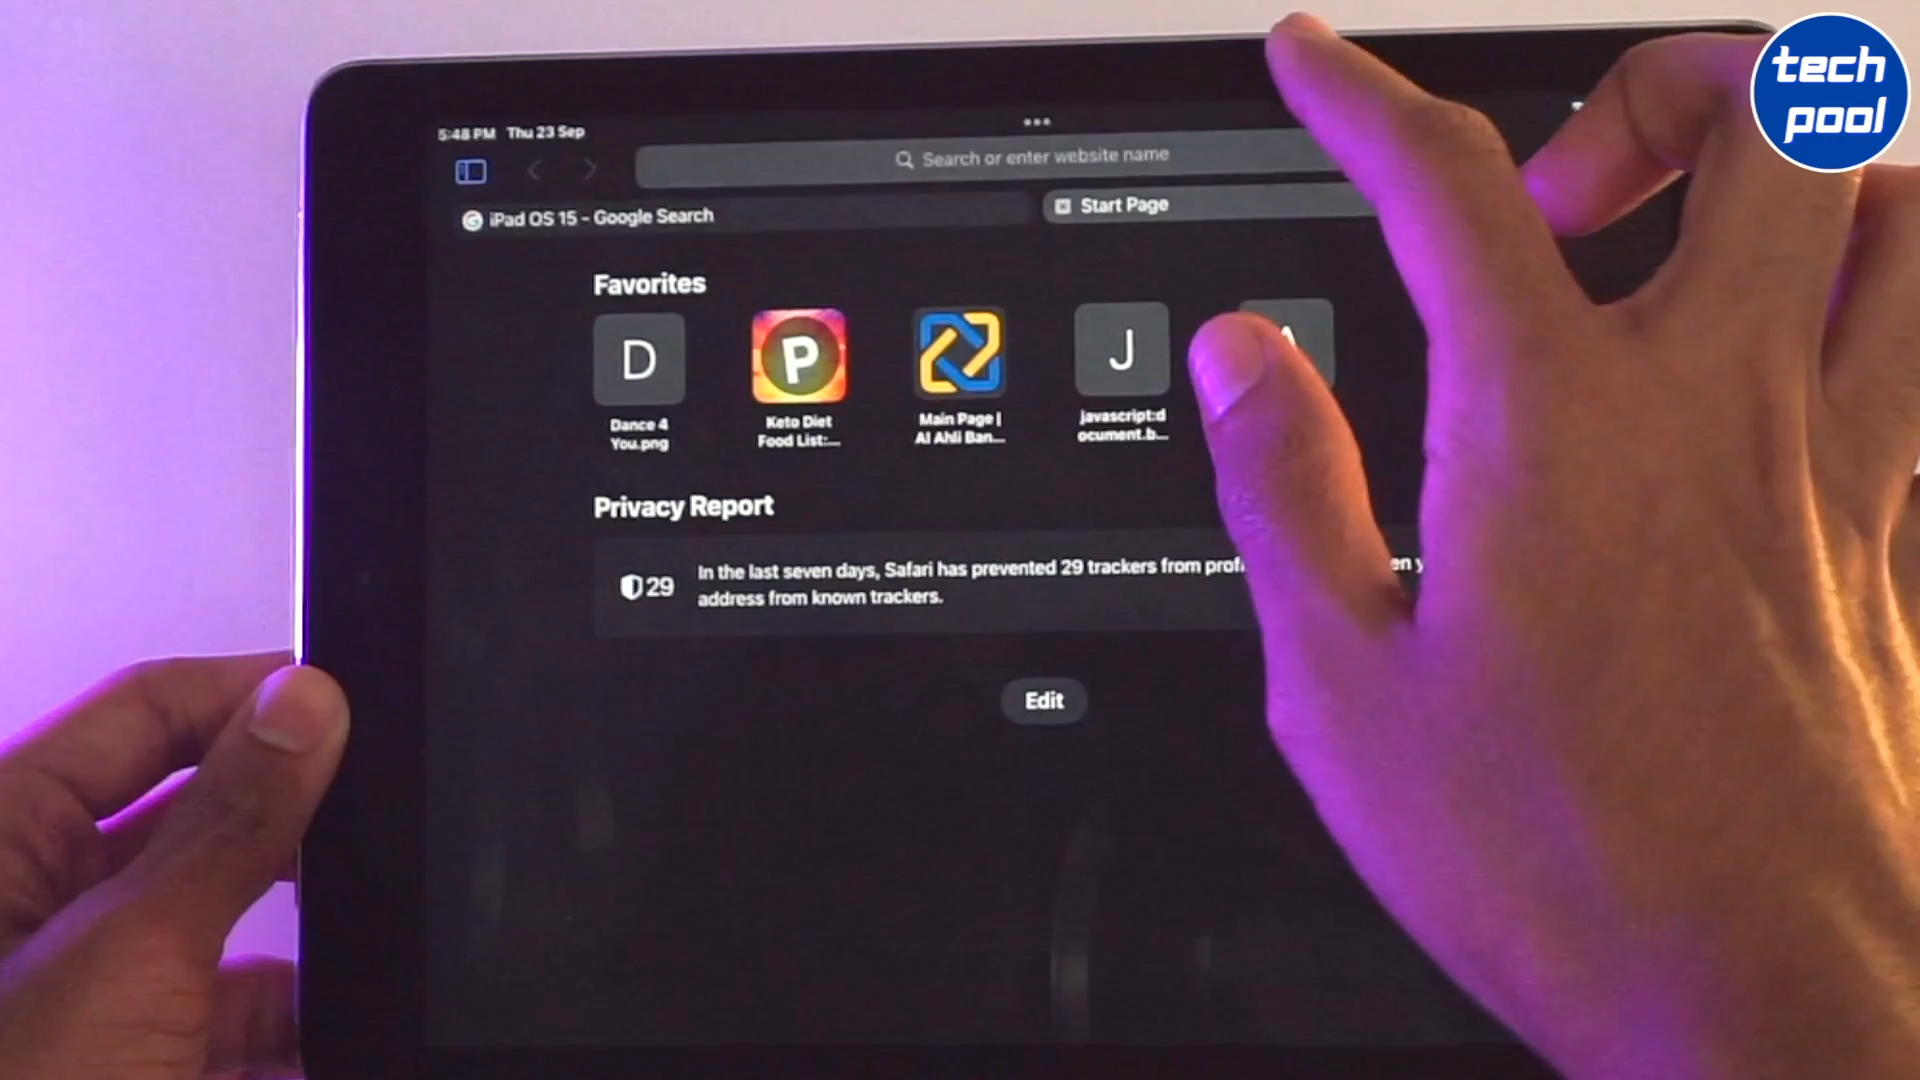 tech
pool
5:48 PM Thu 23 Sep
Search or enter website name
iPad OS 15 - Google Search
Start Page
Favorites
D
P
J
Dance 4
You.png
Keto Diet
Food List:...
Main Page |
Al Ahli Ban...
javascript:d
ocument.b...
Privacy Report
29
In the last seven days, Safari has prevented 29 trackers from
address from known trackers.
Edit